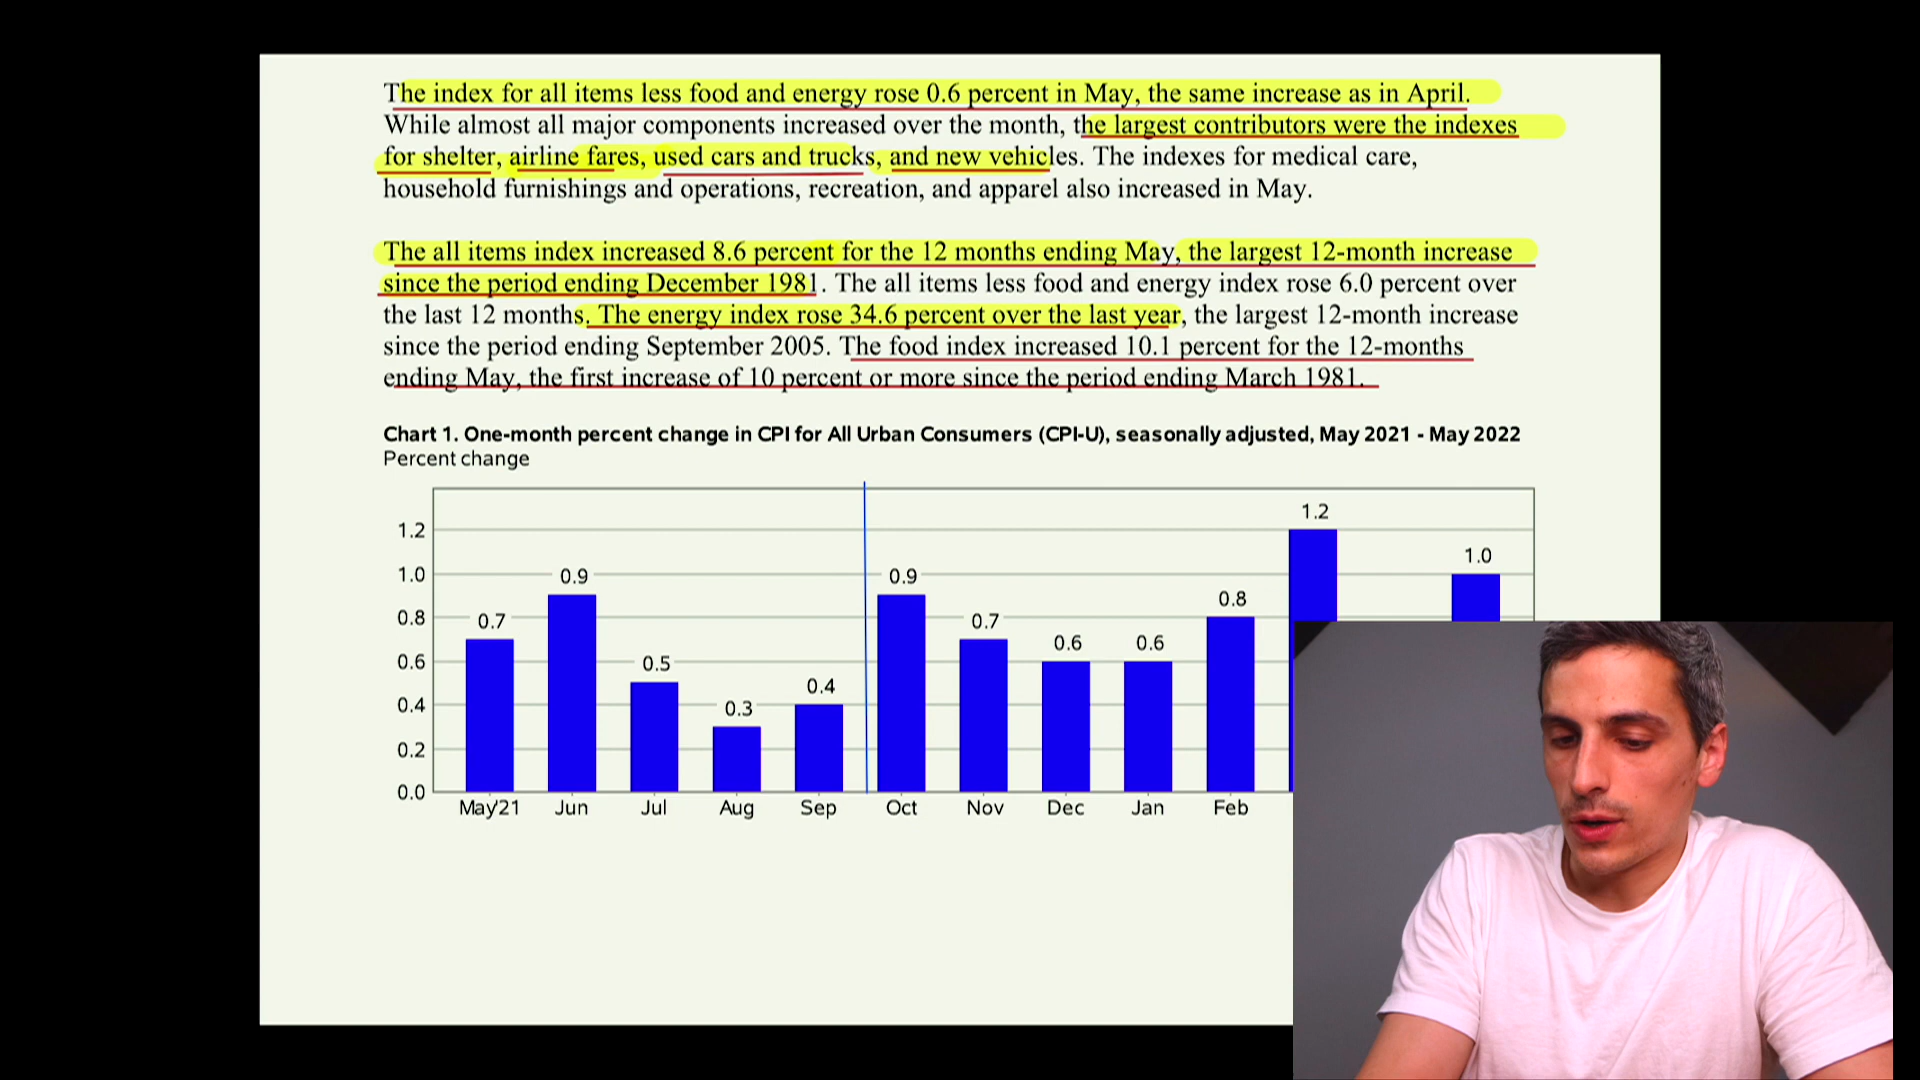 The index for all items less food and energy rose 0.6 percent in May, the same increase as in April.
While almost all major components increased over the month, the largest contributors were the indexes
for shelter, airline fares, used cars and trucks, and new vehicles. The indexes for medical care,
household furnishings and operations, recreation, and apparel also increased in May.
The all items index increased 8.6 percent for the 12 months ending May, the largest 12-month increase
since the period ending December 1981. The all items less food and energy index rose 6.0 percent over
the last 12 months. The energy index rose 34.6 percent over the last year, the largest 12-month increase
since the period ending September 2005. The food index increased 10.1 percent for the 12-months
ending May, the first increase of 10 percent or more since the period ending March 1981.
Chart 1. One-month percent change in CPI for All Urban Consumers (CPI-U), seasonally adjusted, May 2021 - May 2022
Percent change
1.2
1.0
0.8
0.6
0.4
0.2
0.0
0.7
0.9
0.5
0.3
0.4
0.9
0.7
0.6
0.6
0.8
1.2
1.0
May'21 Jun Jul Aug Sep Oct Nov Dec Jan Feb